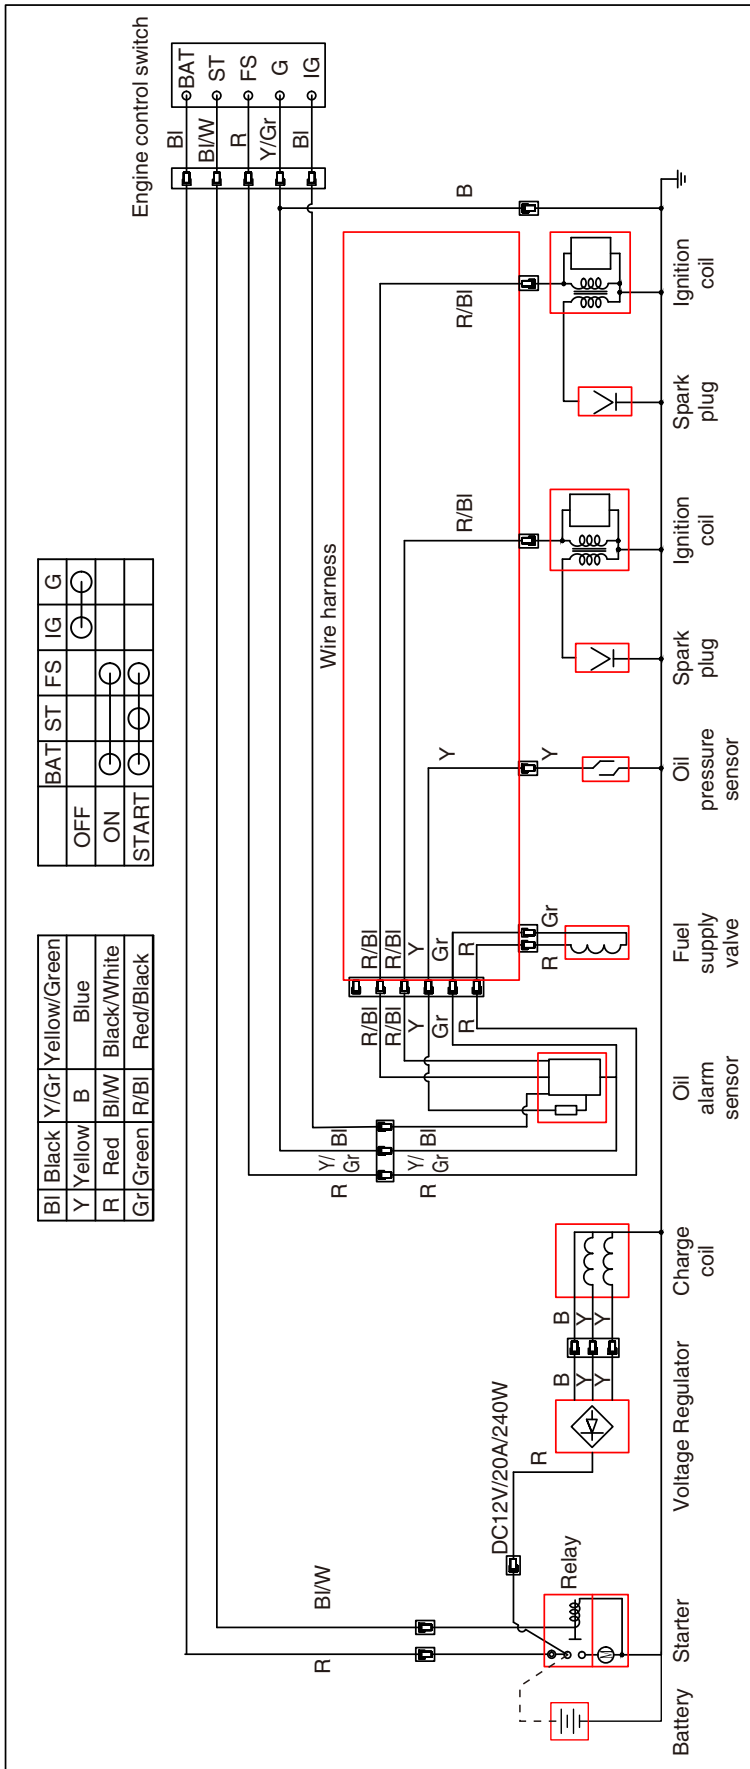 Bl Black Y/Gr Yellow/Green
Y Yellow B Blue
R Red Bl/W Black/White
Gr Green R/Bl Red/Black
BAT ST FS IG G
OFF
ON
START
Engine control switch
Bl BAT
Bl/W ST
R FS
Y/Gr G
Bl IG
R
Bl/W
Wire harness
R
Y/
Gr
Bl
R
Y/
Gr
Bl
R/Bl
R/Bl
Y
Gr
R
R/Bl
R/Bl
Y
Gr
R
Y
R/Bl
R/Bl
B
DC12V/20A/240W
R
Relay
B
Y
Y
B
Y
Y
R
Gr
Y
Battery
Starter
Voltage Regulator
Charge
coil
Oil
alarm
sensor
Fuel
supply
valve
Oil
pressure
sensor
Spark
plug
Ignition
coil
Spark
plug
Ignition
coil